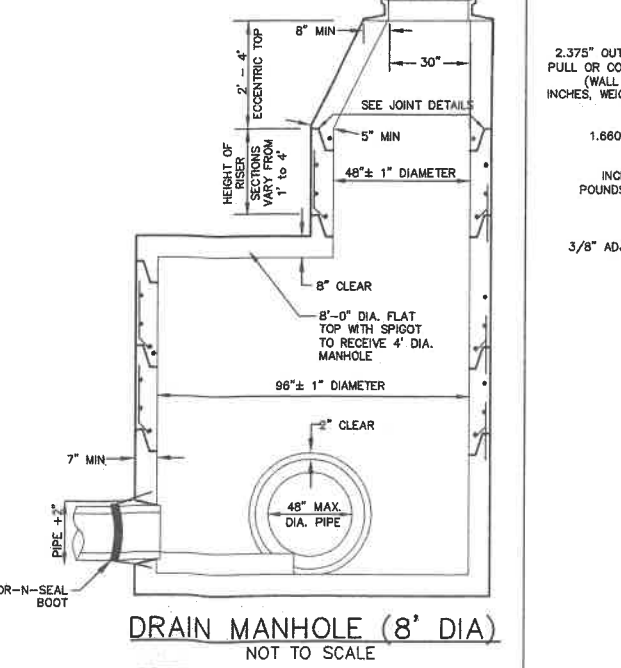 8" MIN
30"
2' - 4'
ECCENTRIC TOP
SEE JOINT DETAILS
5" MIN
HEIGHT OF
RISER
SECTIONS
VARY FROM
1' to 4'
48"± 1" DIAMETER
8" CLEAR
8'-0" DIA. FLAT
TOP WITH SPIGOT
TO RECEIVE 4' DIA.
MANHOLE
96"± 1" DIAMETER
2" CLEAR
7" MIN.
48" MAX.
DIA. PIPE
PIPE +2"
OR-N-SEAL
BOOT
DRAIN MANHOLE (8' DIA)
NOT TO SCALE
2.375" OUT
PULL OR CO
(WALL
INCHES, WEI
1.660
INC
POUNDS
3/8" AD